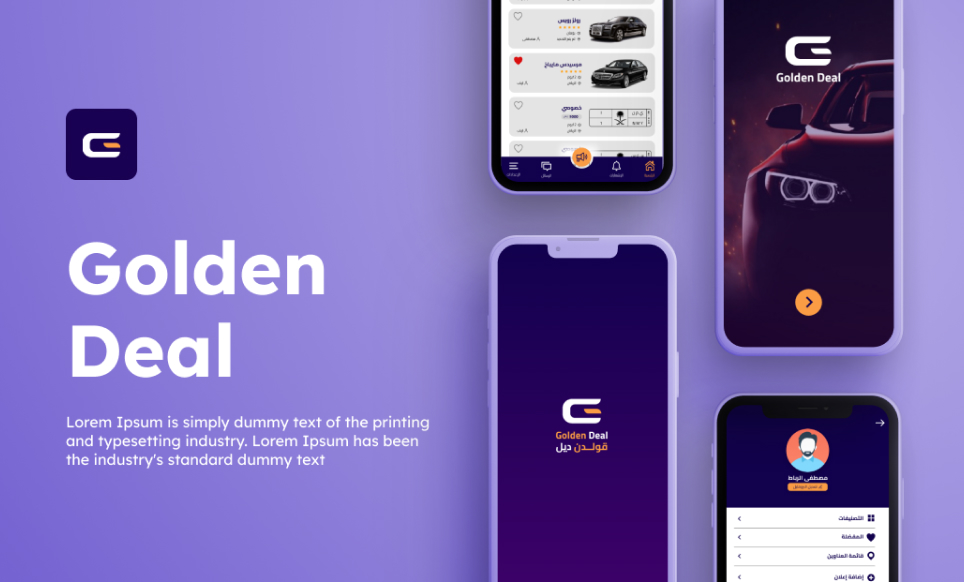 Golden
Deal
Lorem Ipsum is simply dummy text of the printing
and typesetting industry. Lorem Ipsum has been
the industry's standard dummy text
رولز رويس
مرسيدس مايباخ
خصوصي
Golden Deal
Golden Deal
قولــدن ديل
مصطفى الرباط
التصنيفات
المفضلة
قائمة العناوين
إضافة إعلان